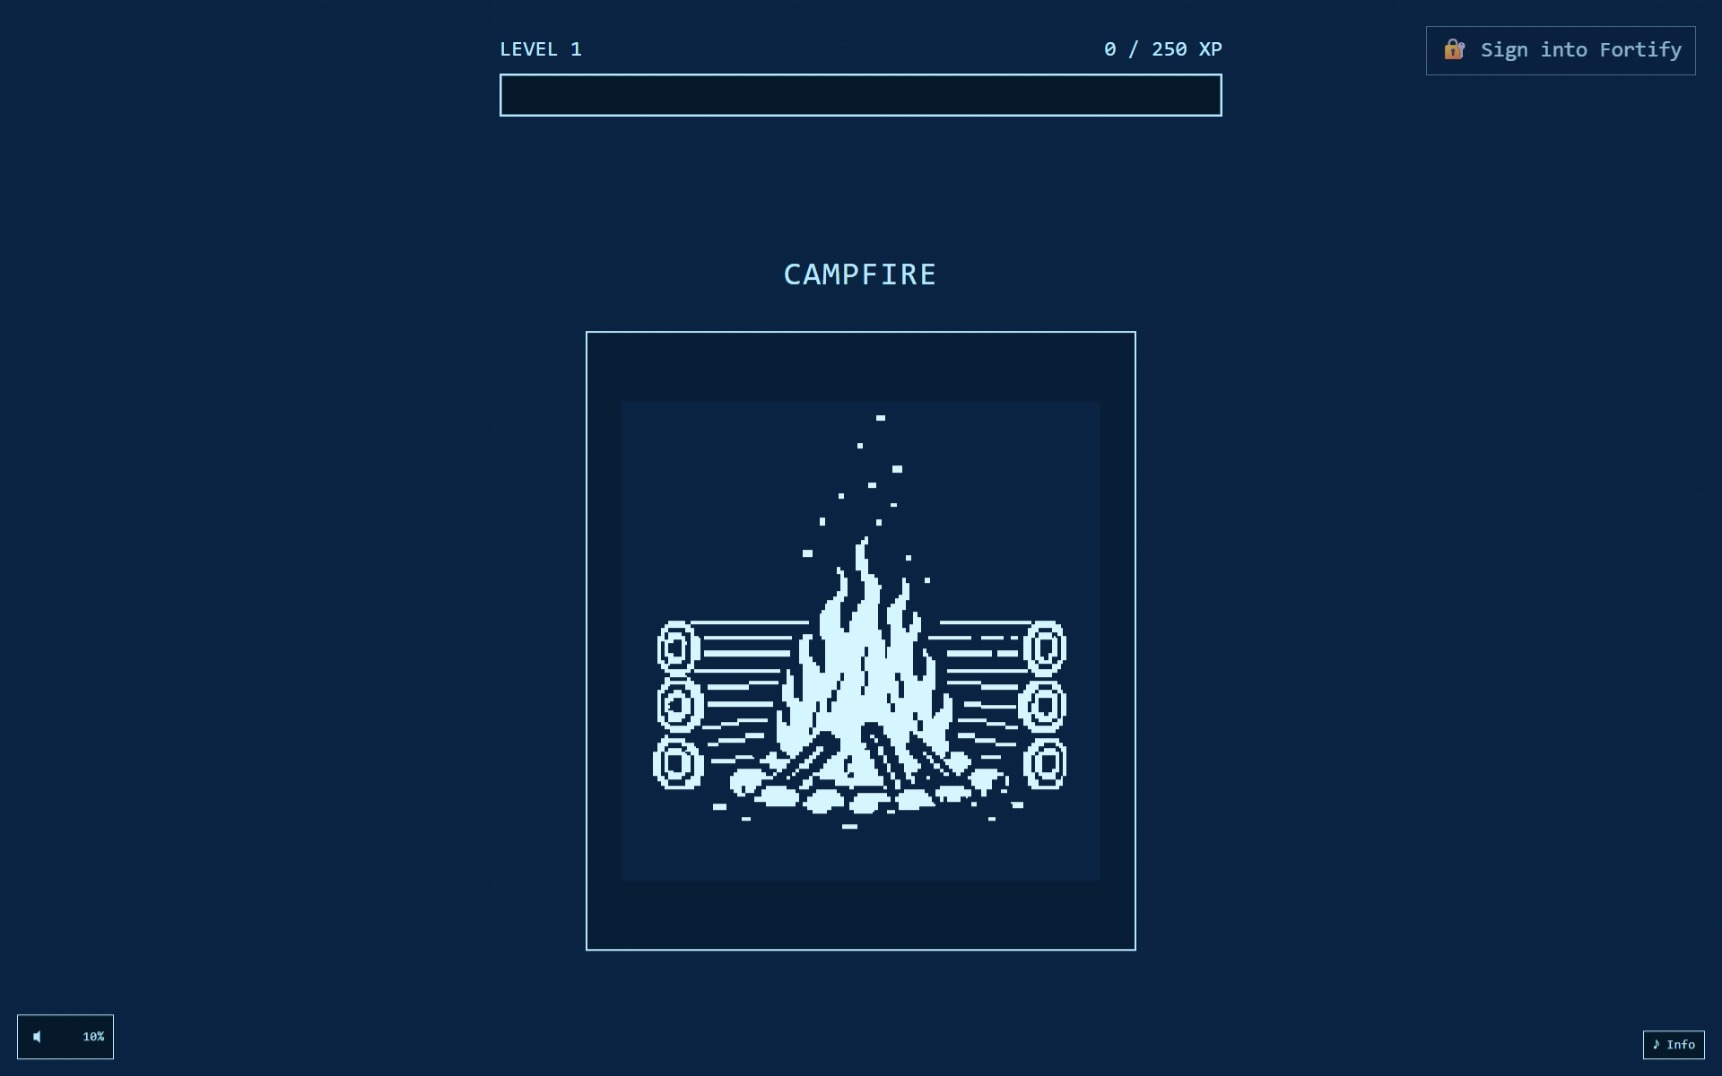 LEVEL 1
0 / 250 XP
Sign into Fortify
CAMPFIRE
10%
Info